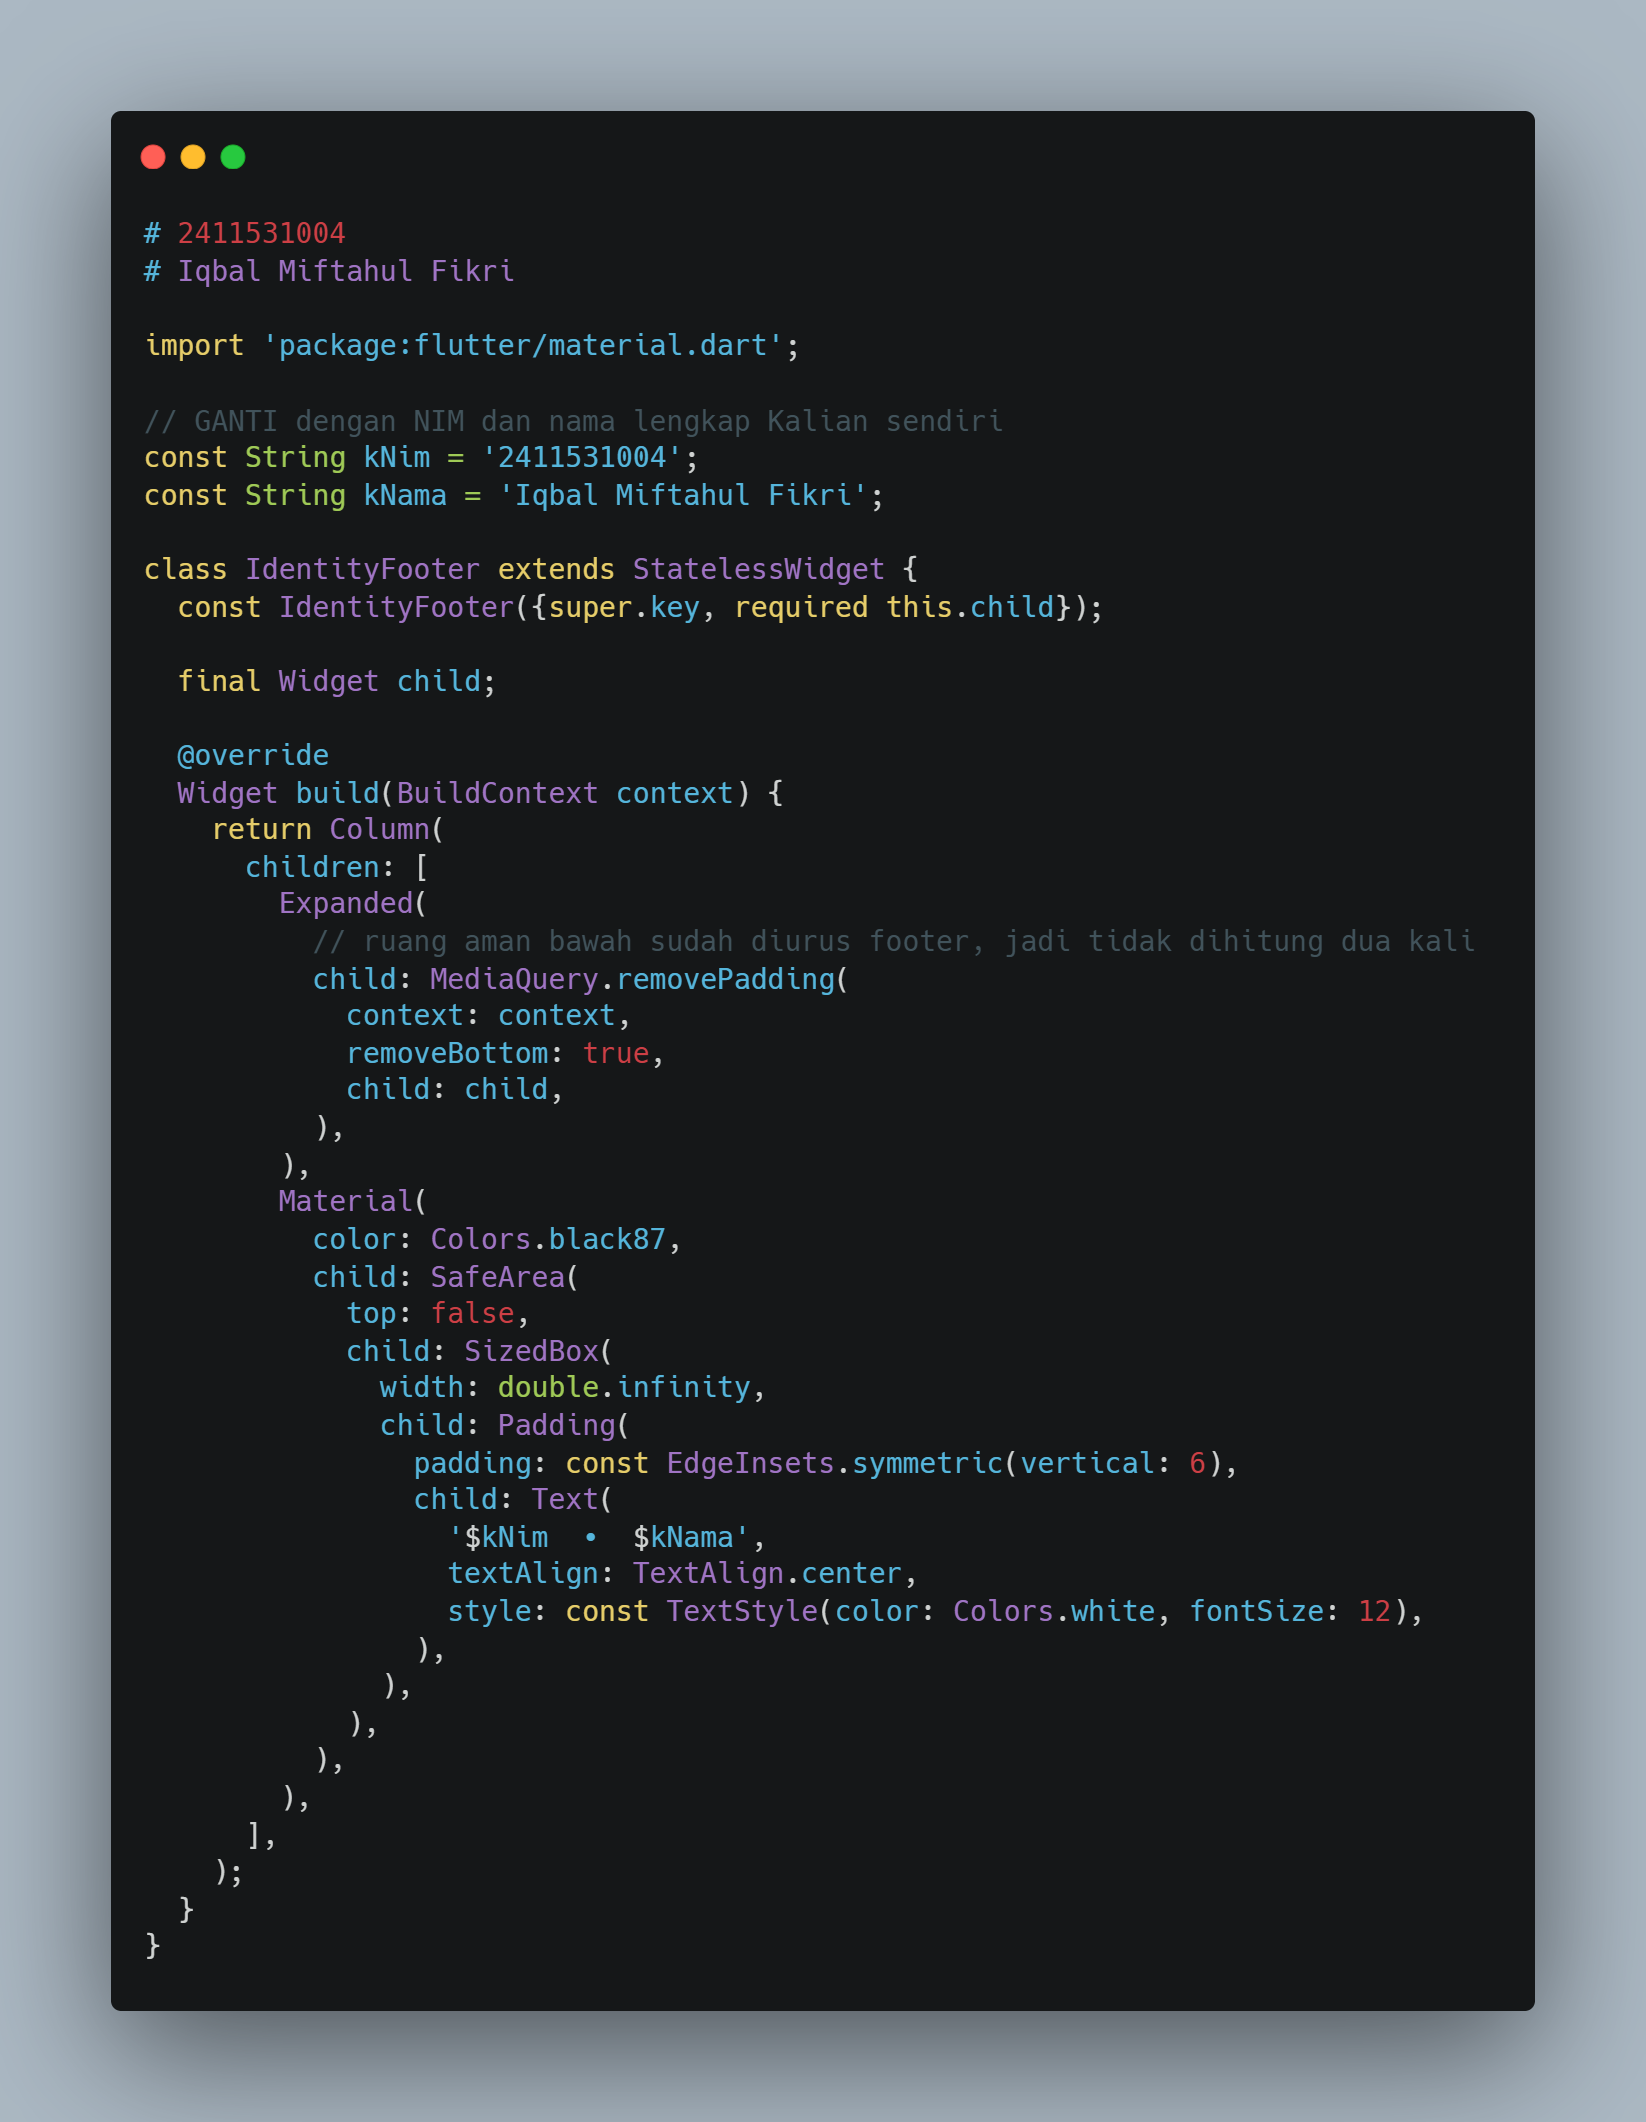 # 2411531004
# Iqbal Miftahul Fikri

import 'package:flutter/material.dart';

// GANTI dengan NIM dan nama lengkap Kalian sendiri
const String kNim = '2411531004';
const String kNama = 'Iqbal Miftahul Fikri';

class IdentityFooter extends StatelessWidget {
  const IdentityFooter({super.key, required this.child});

  final Widget child;

  @override
  Widget build(BuildContext context) {
    return Column(
      children: [
        Expanded(
          // ruang aman bawah sudah diurus footer, jadi tidak dihitung dua kali
          child: MediaQuery.removePadding(
            context: context,
            removeBottom: true,
            child: child,
          ),
        ),
        Material(
          color: Colors.black87,
          child: SafeArea(
            top: false,
            child: SizedBox(
              width: double.infinity,
              child: Padding(
                padding: const EdgeInsets.symmetric(vertical: 6),
                child: Text(
                  '$kNim  •  $kNama',
                  textAlign: TextAlign.center,
                  style: const TextStyle(color: Colors.white, fontSize: 12),
                ),
              ),
            ),
          ),
        ),
      ],
    );
  }
}